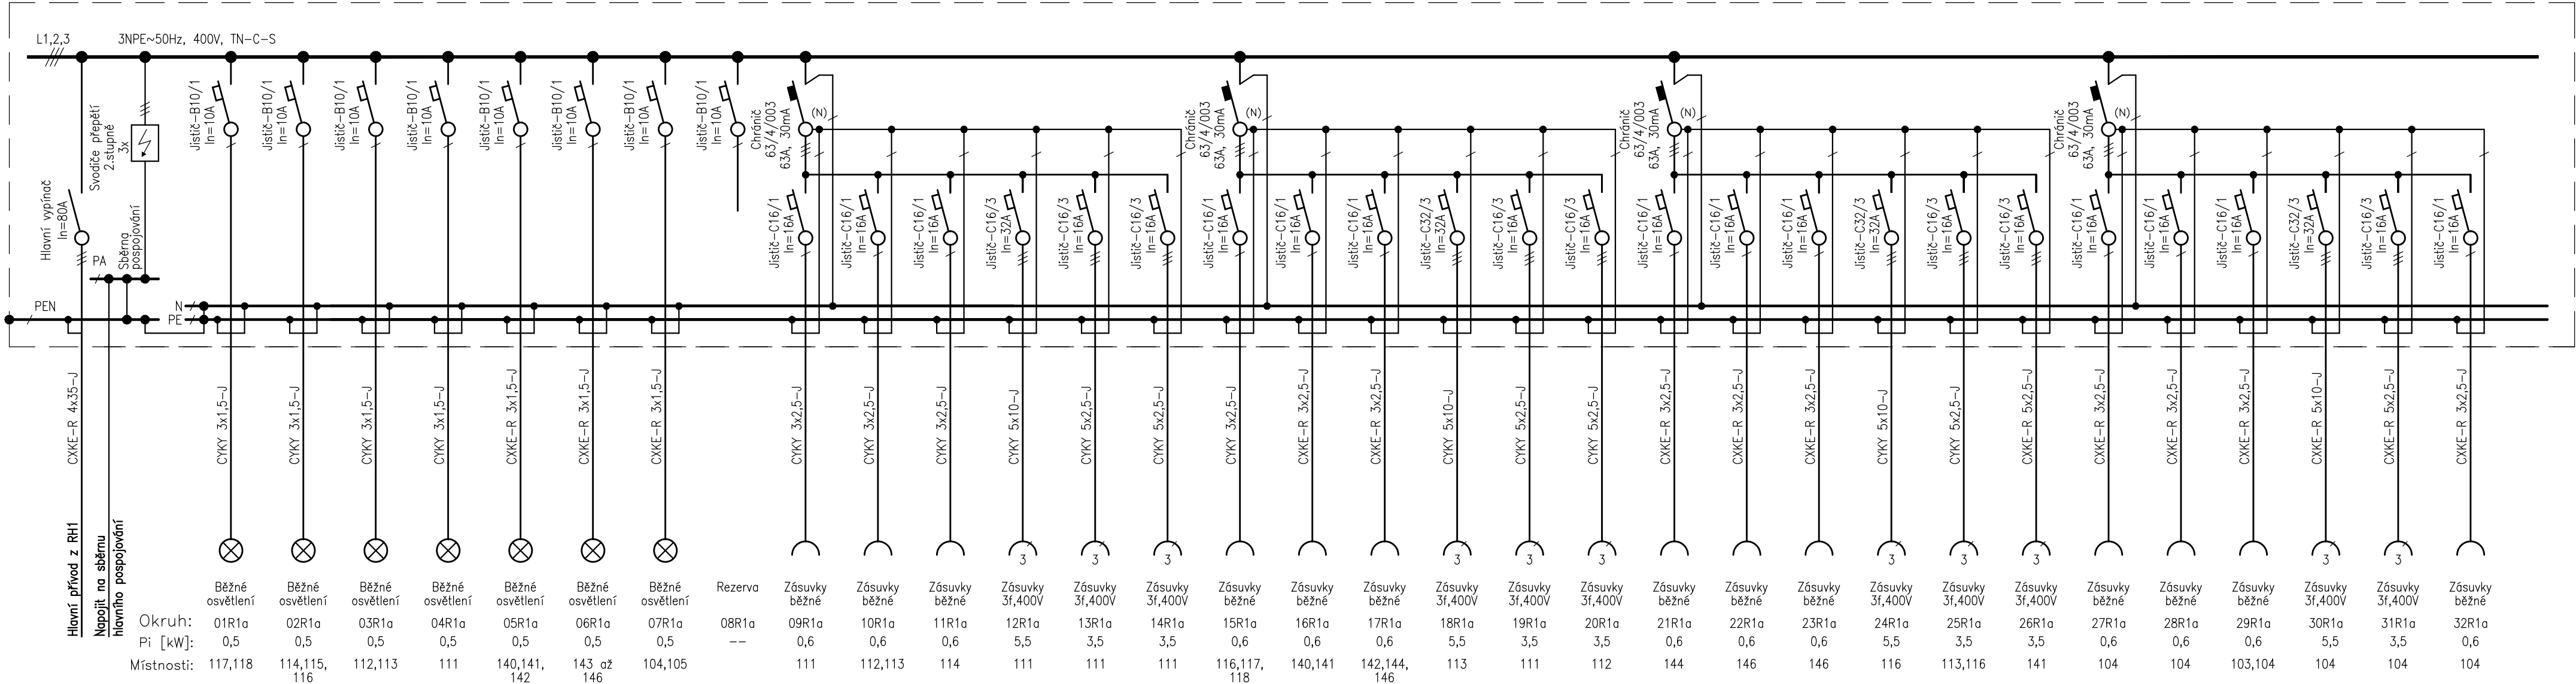 L1,2,3
3NPE~50Hz, 400V, TN-C-S
Hlavní vypínač
In=80A
Svodiče přepětí
2.stupně
3x
PA
Sběrna
pospojování
PEN
N
PE
Jistič-B10/1
In=10A
Jistič-B10/1
In=10A
Jistič-B10/1
In=10A
Jistič-B10/1
In=10A
Jistič-B10/1
In=10A
Jistič-B10/1
In=10A
Jistič-B10/1
In=10A
Jistič-B10/1
In=10A
Chránič
63/4/003
63A, 30mA
(N)
Jistič-C16/1
In=16A
Jistič-C16/1
In=16A
Jistič-C16/1
In=16A
Jistič-C32/3
In=32A
Jistič-C16/3
In=16A
Jistič-C16/3
In=16A
Chránič
63/4/003
63A, 30mA
(N)
Jistič-C16/1
In=16A
Jistič-C16/1
In=16A
Jistič-C16/1
In=16A
Jistič-C32/3
In=32A
Jistič-C16/3
In=16A
Jistič-C16/3
In=16A
Chránič
63/4/003
63A, 30mA
(N)
Jistič-C16/1
In=16A
Jistič-C16/1
In=16A
Jistič-C16/1
In=16A
Jistič-C32/3
In=32A
Jistič-C16/3
In=16A
Jistič-C16/3
In=16A
Chránič
63/4/003
63A, 30mA
(N)
Jistič-C16/1
In=16A
Jistič-C16/1
In=16A
Jistič-C16/1
In=16A
Jistič-C32/3
In=32A
Jistič-C16/3
In=16A
Jistič-C16/1
In=16A
CXKE-R 4x35-J
CYKY 3x1,5-J
CYKY 3x1,5-J
CYKY 3x1,5-J
CYKY 3x1,5-J
CXKE-R 3x1,5-J
CXKE-R 3x1,5-J
CXKE-R 3x1,5-J
CYKY 3x2,5-J
CYKY 3x2,5-J
CYKY 3x2,5-J
CYKY 5x10-J
CYKY 5x2,5-J
CYKY 5x2,5-J
CYKY 3x2,5-J
CXKE-R 3x2,5-J
CXKE-R 3x2,5-J
CYKY 5x10-J
CYKY 5x2,5-J
CYKY 5x2,5-J
CXKE-R 3x2,5-J
CXKE-R 3x2,5-J
CXKE-R 3x2,5-J
CYKY 5x10-J
CYKY 5x2,5-J
CXKE-R 5x2,5-J
CXKE-R 3x2,5-J
CXKE-R 3x2,5-J
CXKE-R 3x2,5-J
CXKE-R 5x10-J
CXKE-R 5x2,5-J
CXKE-R 3x2,5-J
Hlavní přívod z RH1
Napojit na sběrnu
hlavního pospojování
3 3 3 3 3 3 3 3 3 3 3
Běžné Běžné Běžné Běžné Běžné Běžné Běžné Rezerva Zásuvky Zásuvky Zásuvky Zásuvky Zásuvky Zásuvky Zásuvky Zásuvky Zásuvky Zásuvky Zásuvky Zásuvky Zásuvky Zásuvky Zásuvky Zásuvky Zásuvky Zásuvky Zásuvky Zásuvky Zásuvky Zásuvky Zásuvky Zásuvky
osvětlení osvětlení osvětlení osvětlení osvětlení osvětlení osvětlení běžné běžné běžné 3f,400V 3f,400V 3f,400V běžné běžné běžné 3f,400V 3f,400V 3f,400V běžné běžné běžné 3f,400V 3f,400V 3f,400V běžné běžné běžné 3f,400V 3f,400V běžné
Okruh: 01R1a 02R1a 03R1a 04R1a 05R1a 06R1a 07R1a 08R1a 09R1a 10R1a 11R1a 12R1a 13R1a 14R1a 15R1a 16R1a 17R1a 18R1a 19R1a 20R1a 21R1a 22R1a 23R1a 24R1a 25R1a 26R1a 27R1a 28R1a 29R1a 30R1a 31R1a 32R1a
Pi [kW]: 0,5 0,5 0,5 0,5 0,5 0,5 0,5 -- 0,6 0,6 0,6 5,5 3,5 3,5 0,6 0,6 0,6 5,5 3,5 3,5 0,6 0,6 0,6 5,5 3,5 3,5 0,6 0,6 0,6 5,5 3,5 0,6
Místnosti: 117,118 114,115, 112,113 111 140,141, 143 až 104,105 111 112,113 114 111 111 111 116,117, 140,141 142,144, 113 111 112 144 146 146 116 113,116 141 104 104 103,104 104 104 104
116 142 146 118 146